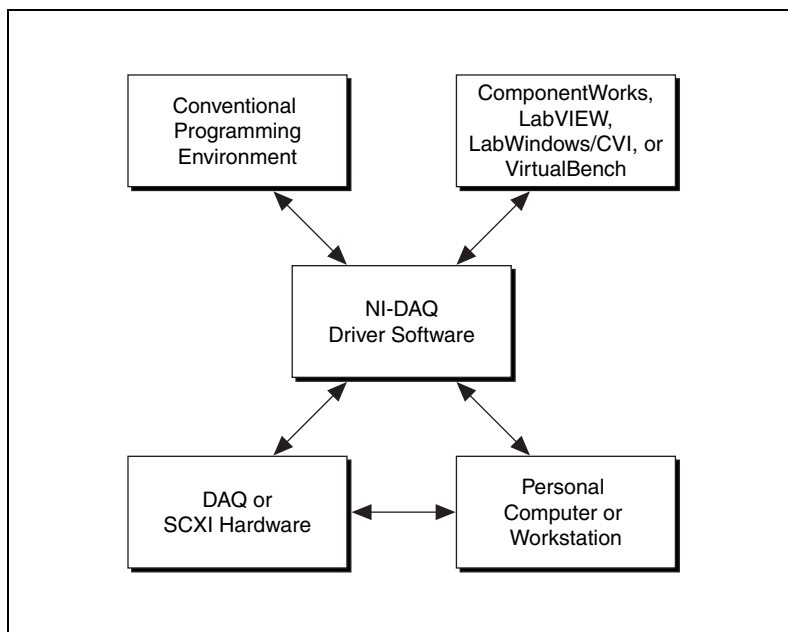 Conventional
Programming
Environment
ComponentWorks,
LabVIEW,
LabWindows/CVI, or
VirtualBench
NI-DAQ
Driver Software
DAQ or
SCXI Hardware
Personal
Computer or
Workstation